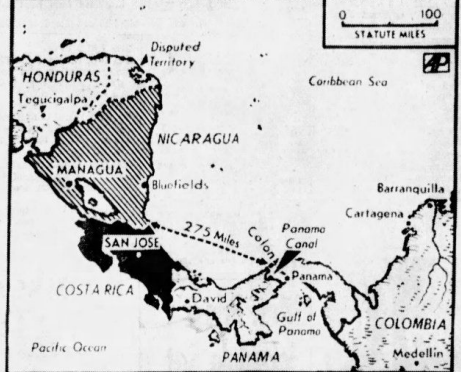 0 100
STATUTE MILES
AP
Disputed
Territory
HONDURAS
Tegucigalpa
Caribbean Sea
NICARAGUA
MANAGUA
Bluefields
Barranquilla
Cartagena
275 Miles
Colon
Panama
Canal
SAN JOSE
Panama
COSTA RICA
David
Gulf of
Panama
COLOMBIA
Pacific Ocean
PANAMA
Medellin